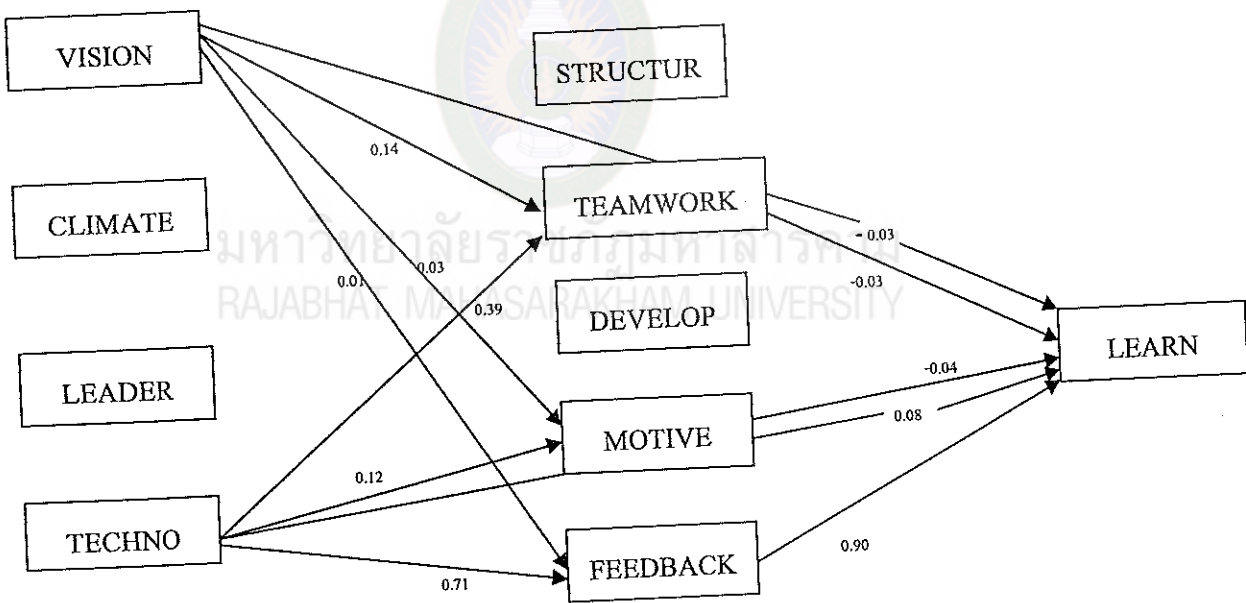 VISION
STRUCTUR
0.14
TEAMWORK
CLIMATE
มหาวิทยาลัยราชภัฏมหาสารคาม
- 0.03
0.03
0.01
-0.03
RAJABHAT MAHASARAKHAM UNIVERSITY
0.39
DEVELOP
LEARN
LEADER
-0.04
0.08
MOTIVE
0.12
TECHNO
FEEDBACK
0.90
0.71